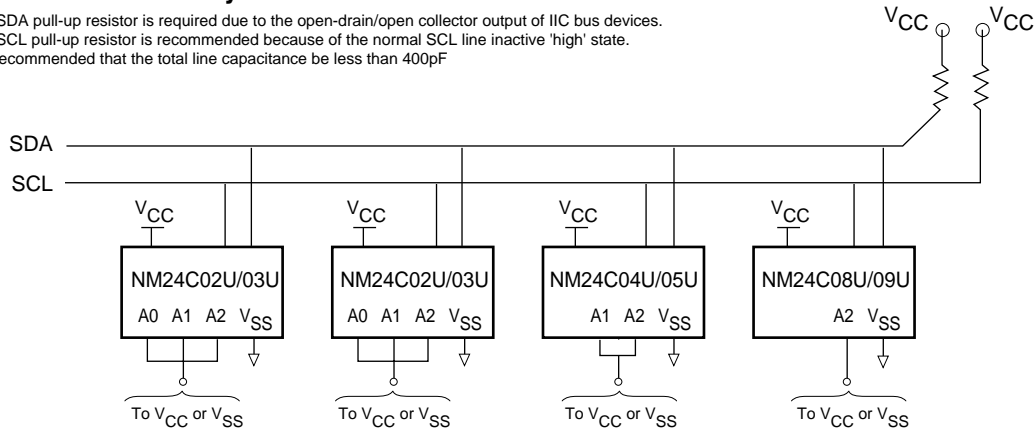 SDA pull-up resistor is required due to the open-drain/open collector output of IIC bus devices.
SCL pull-up resistor is recommended because of the normal SCL line inactive 'high' state.
recommended that the total line capacitance be less than 400pF
VCC VCC
SDA
SCL
VCC VCC VCC VCC
NM24C02U/03U NM24C02U/03U NM24C04U/05U NM24C08U/09U
A0 A1 A2 VSS A0 A1 A2 VSS A1 A2 VSS A2 VSS
To VCC or VSS To VCC or VSS To VCC or VSS To VCC or VSS